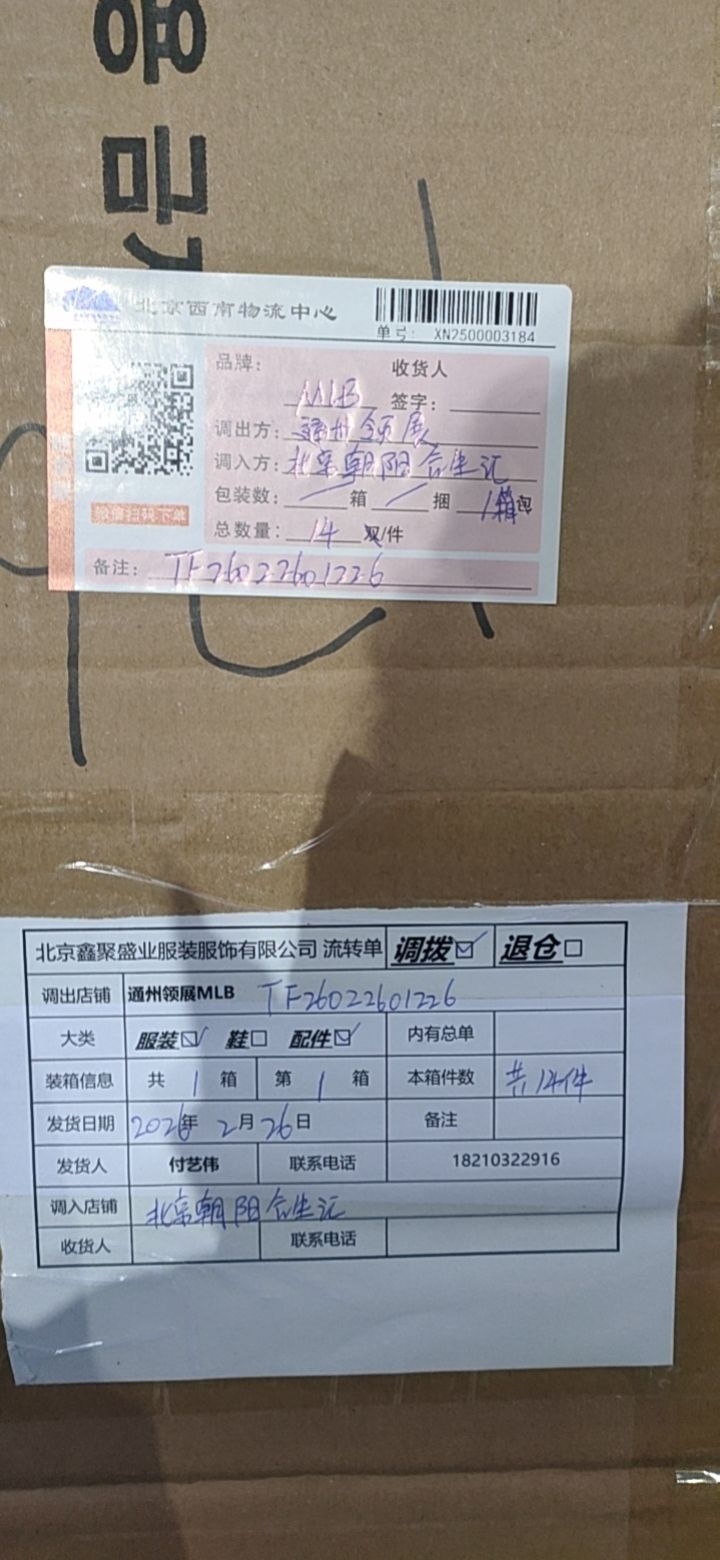 北京西南物流中心
单号: XN2500003184
品牌: MLB 收货人
签字:
调出方: 通州领展
调入方: 北京朝阳合生汇
包装数: / 箱 / 捆 1箱包
总数量: 14 双/件
微信扫码下单
备注: TF26022601226
北京鑫聚盛业服装服饰有限公司 流转单 调拨☑ 退仓□
调出店铺 通州领展MLB TF26022601226
大类 服装☑ 鞋□ 配件☑ 内有总单
装箱信息 共 1 箱 第 1 箱 本箱件数 共14件
发货日期 2026年 2月26日 备注
发货人 付艺伟 联系电话 18210322916
调入店铺 北京朝阳合生汇
收货人 联系电话